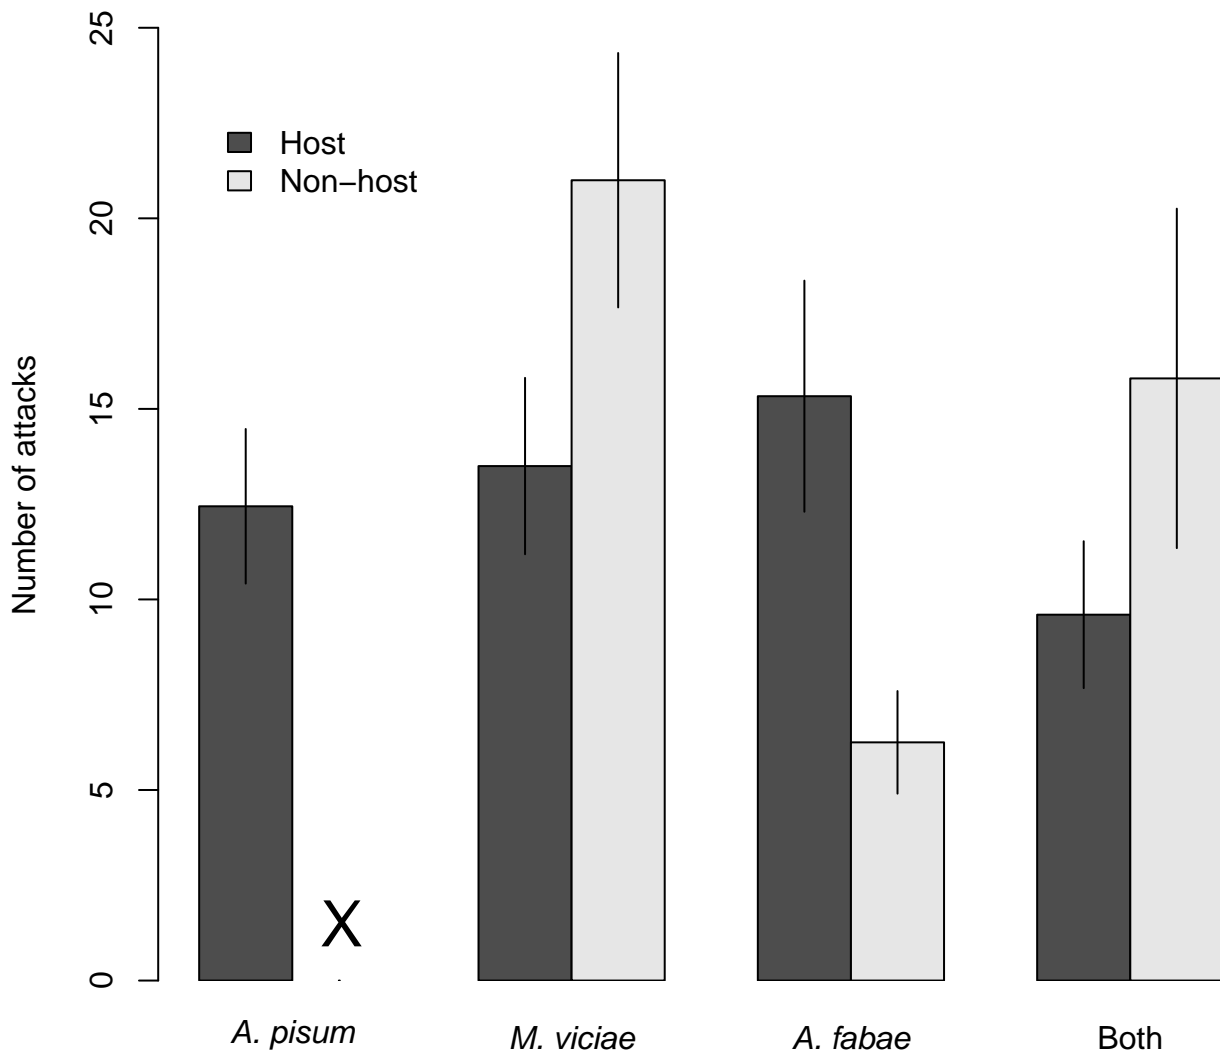 Number of attacks
25
20
15
10
5
0
Host
Non−host
X
A. pisum
M. viciae
A. fabae
Both